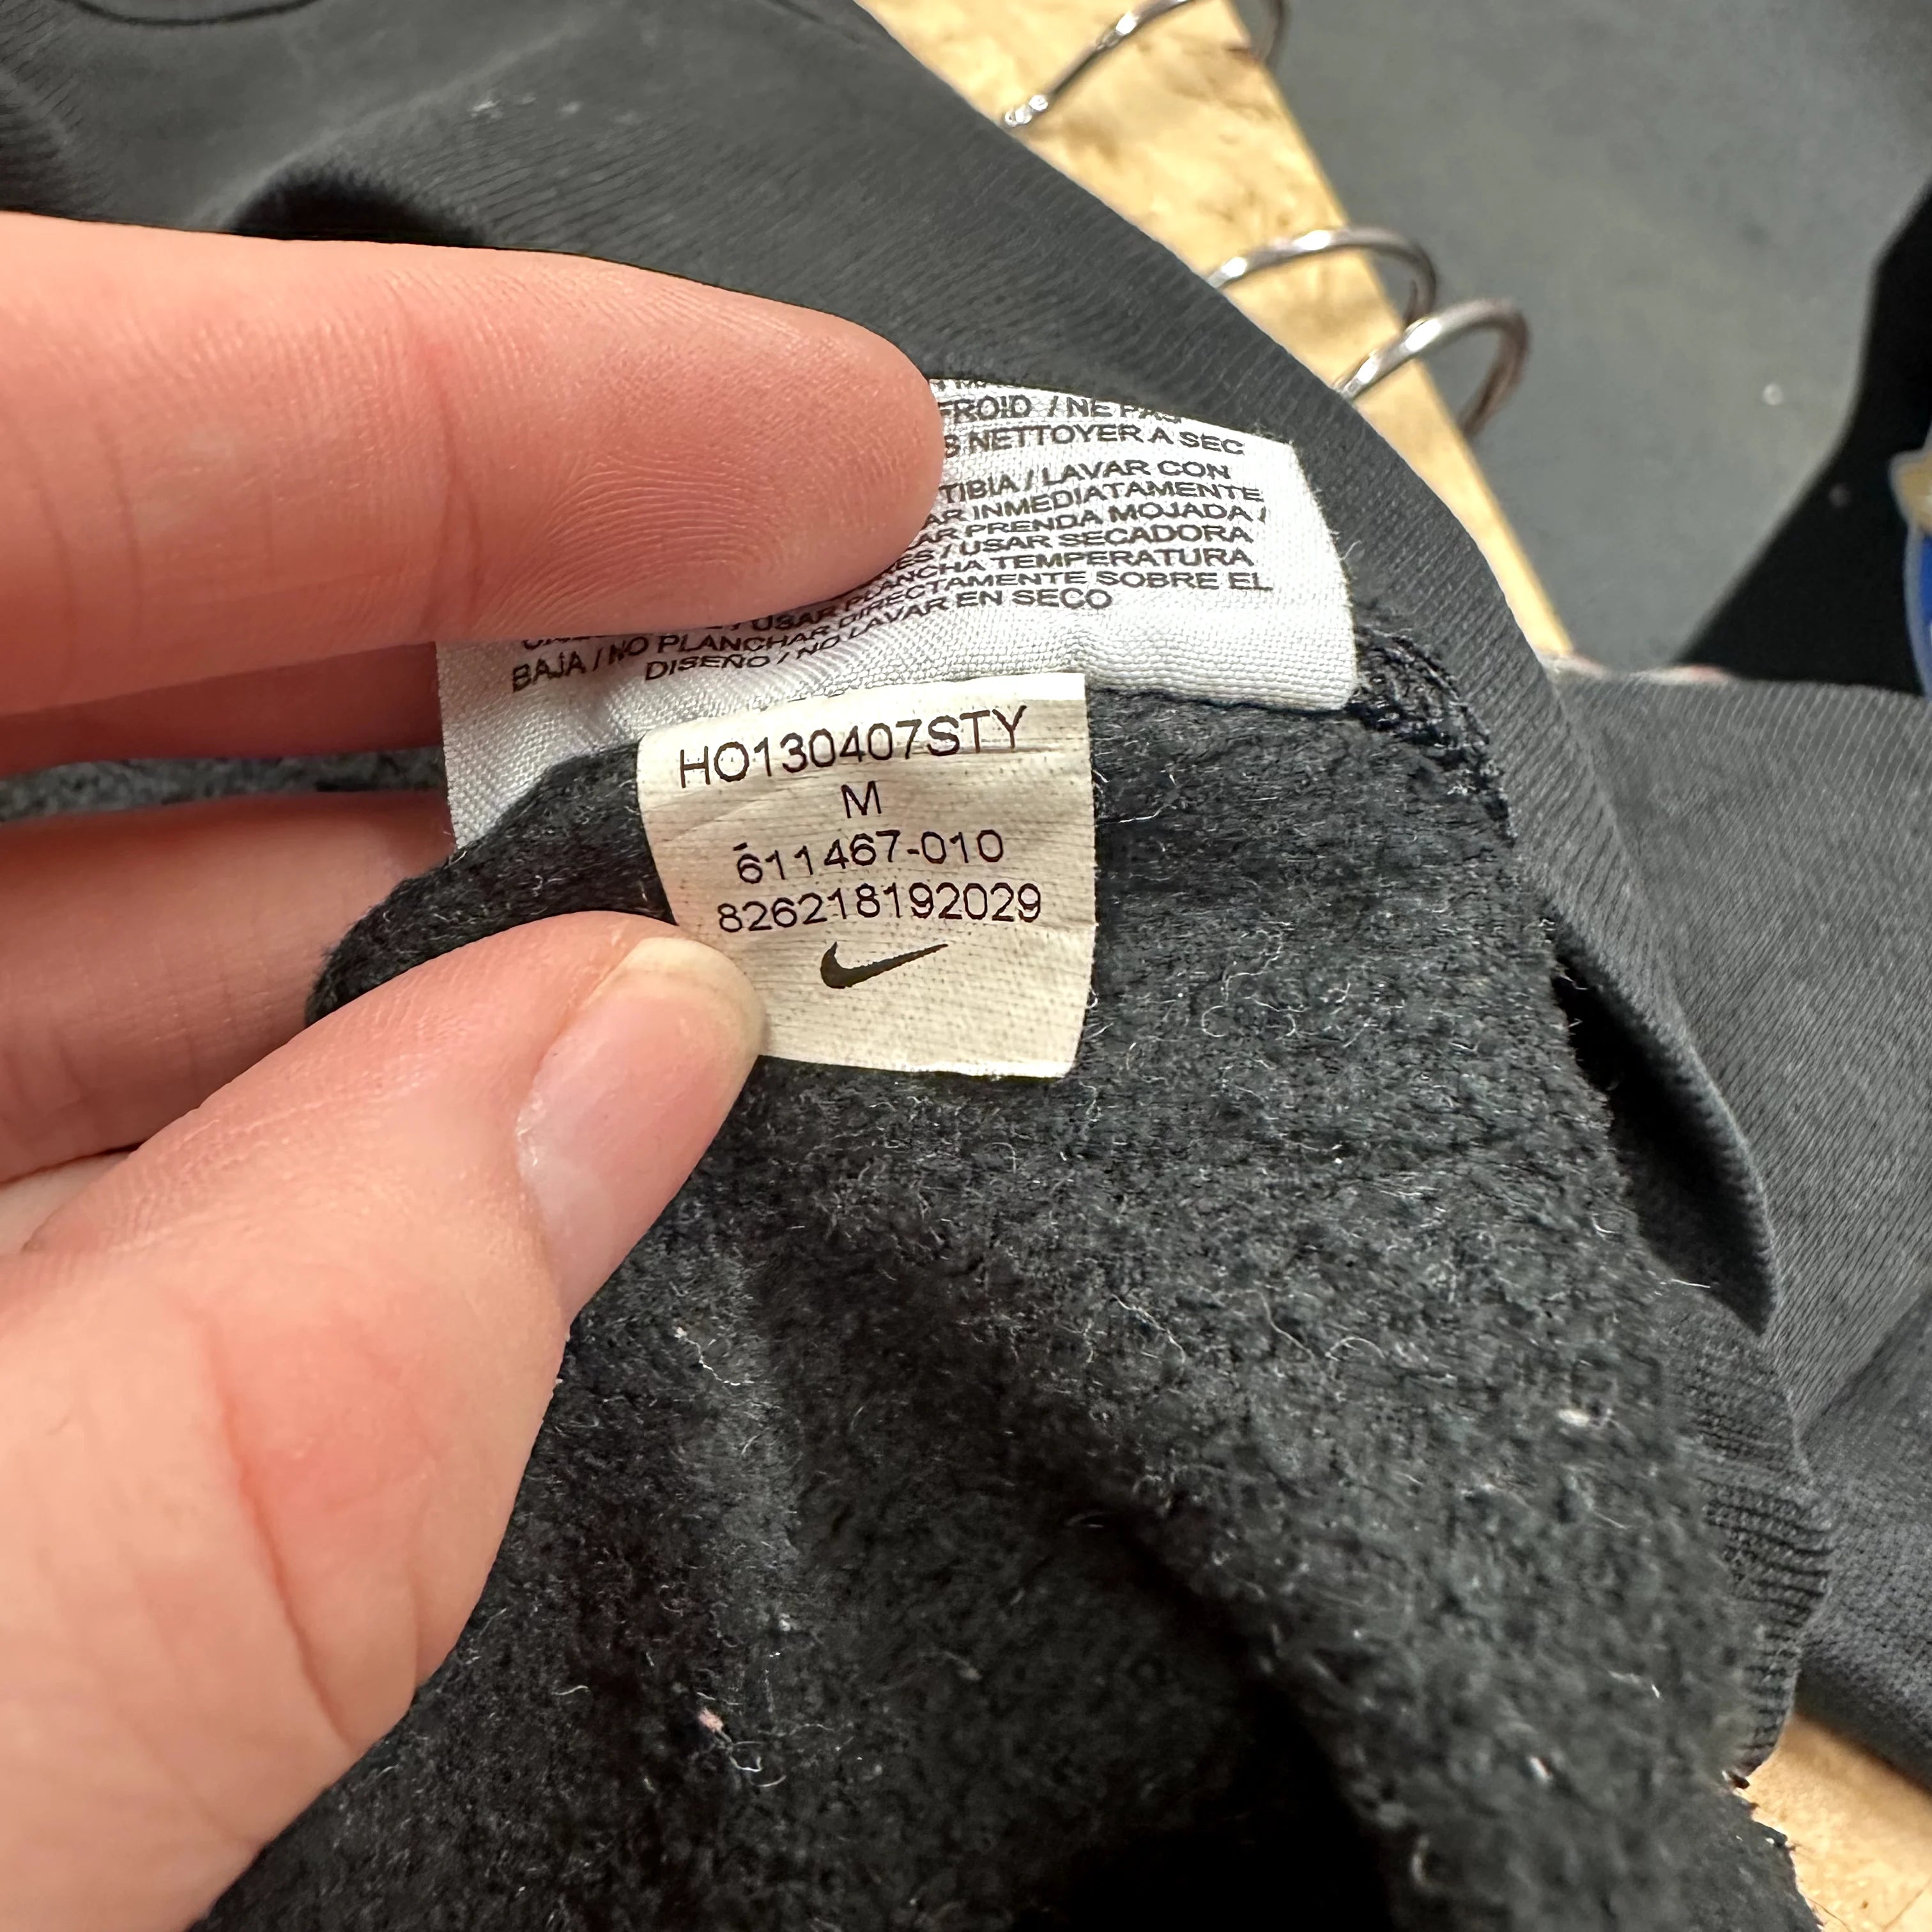 FROID / NE PAS
NETTOYER A SEC
TIBIA / LAVAR CON
INMEDIATAMENTE
PRENDA MOJADA /
/ USAR SECADORA
TEMPERATURA
BAJA / NO PLANCHAR DIRECTAMENTE SOBRE EL
DISEÑO / NO LAVAR EN SECO
HO130407STY
M
611467-010
826218192029